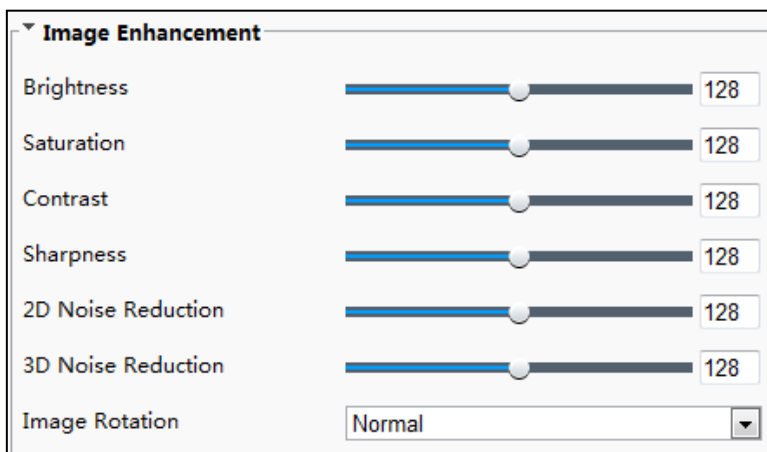 Image Enhancement
Brightness 128
Saturation 128
Contrast 128
Sharpness 128
2D Noise Reduction 128
3D Noise Reduction 128
Image Rotation Normal